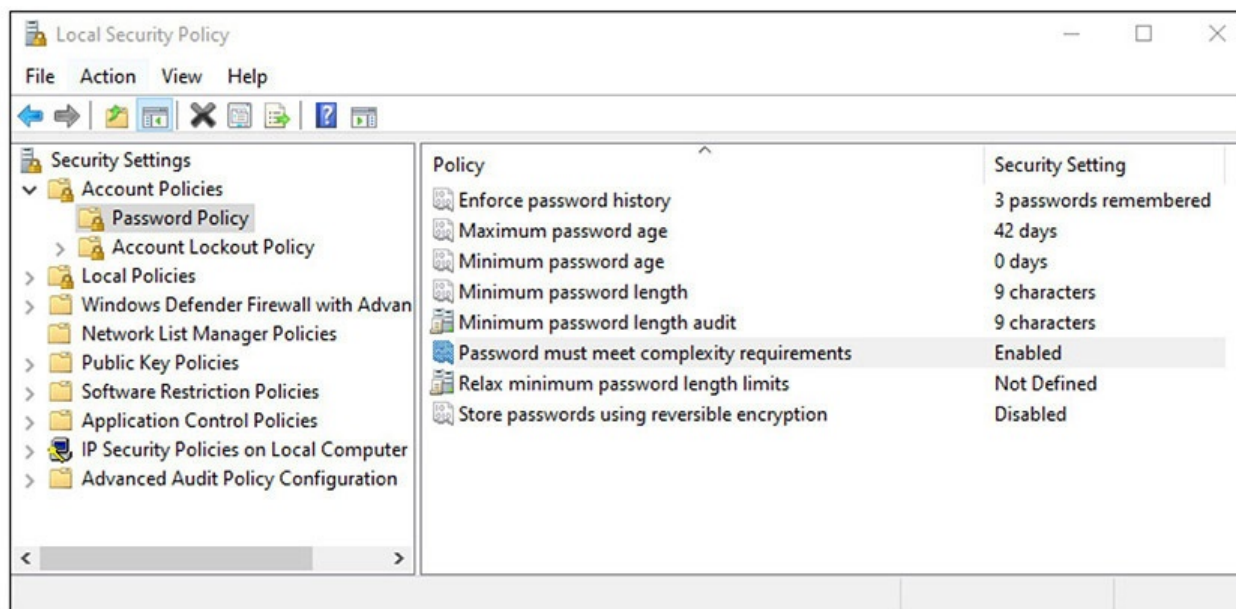 Local Security Policy
File Action View Help
Security Settings
Account Policies
Password Policy
Account Lockout Policy
Local Policies
Windows Defender Firewall with Advan
Network List Manager Policies
Public Key Policies
Software Restriction Policies
Application Control Policies
IP Security Policies on Local Computer
Advanced Audit Policy Configuration
Policy Security Setting
Enforce password history 3 passwords remembered
Maximum password age 42 days
Minimum password age 0 days
Minimum password length 9 characters
Minimum password length audit 9 characters
Password must meet complexity requirements Enabled
Relax minimum password length limits Not Defined
Store passwords using reversible encryption Disabled